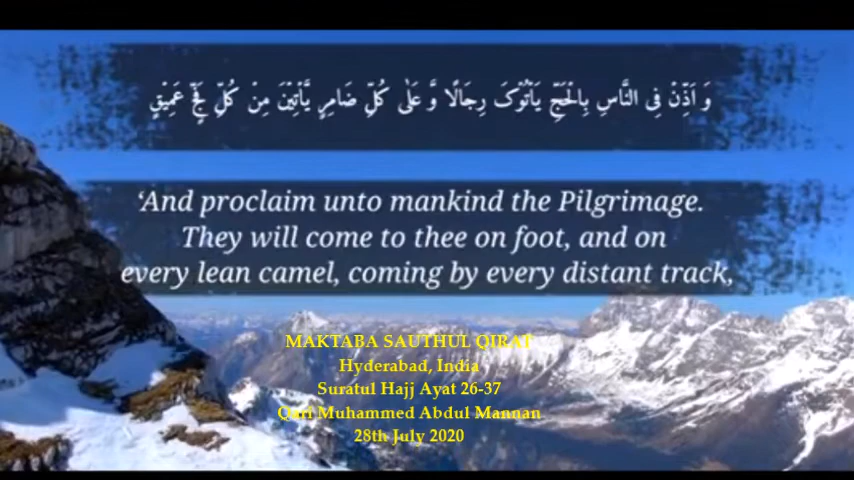 وَ اَذِّنْ فِی النَّاسِ بِالْحَجِّ یَاْتُوْکَ رِجَالًا وَّ عَلٰی کُلِّ ضَامِرٍ یَّاْتِیْنَ مِنْ کُلِّ فَجٍّ عَمِیْقٍ
‘And proclaim unto mankind the Pilgrimage.
They will come to thee on foot, and on
every lean camel, coming by every distant track,
MAKTABA SAUTHUL QIRAT
Hyderabad, India
Suratul Hajj Ayat 26-37
Qari Muhammed Abdul Mannan
28th July 2020